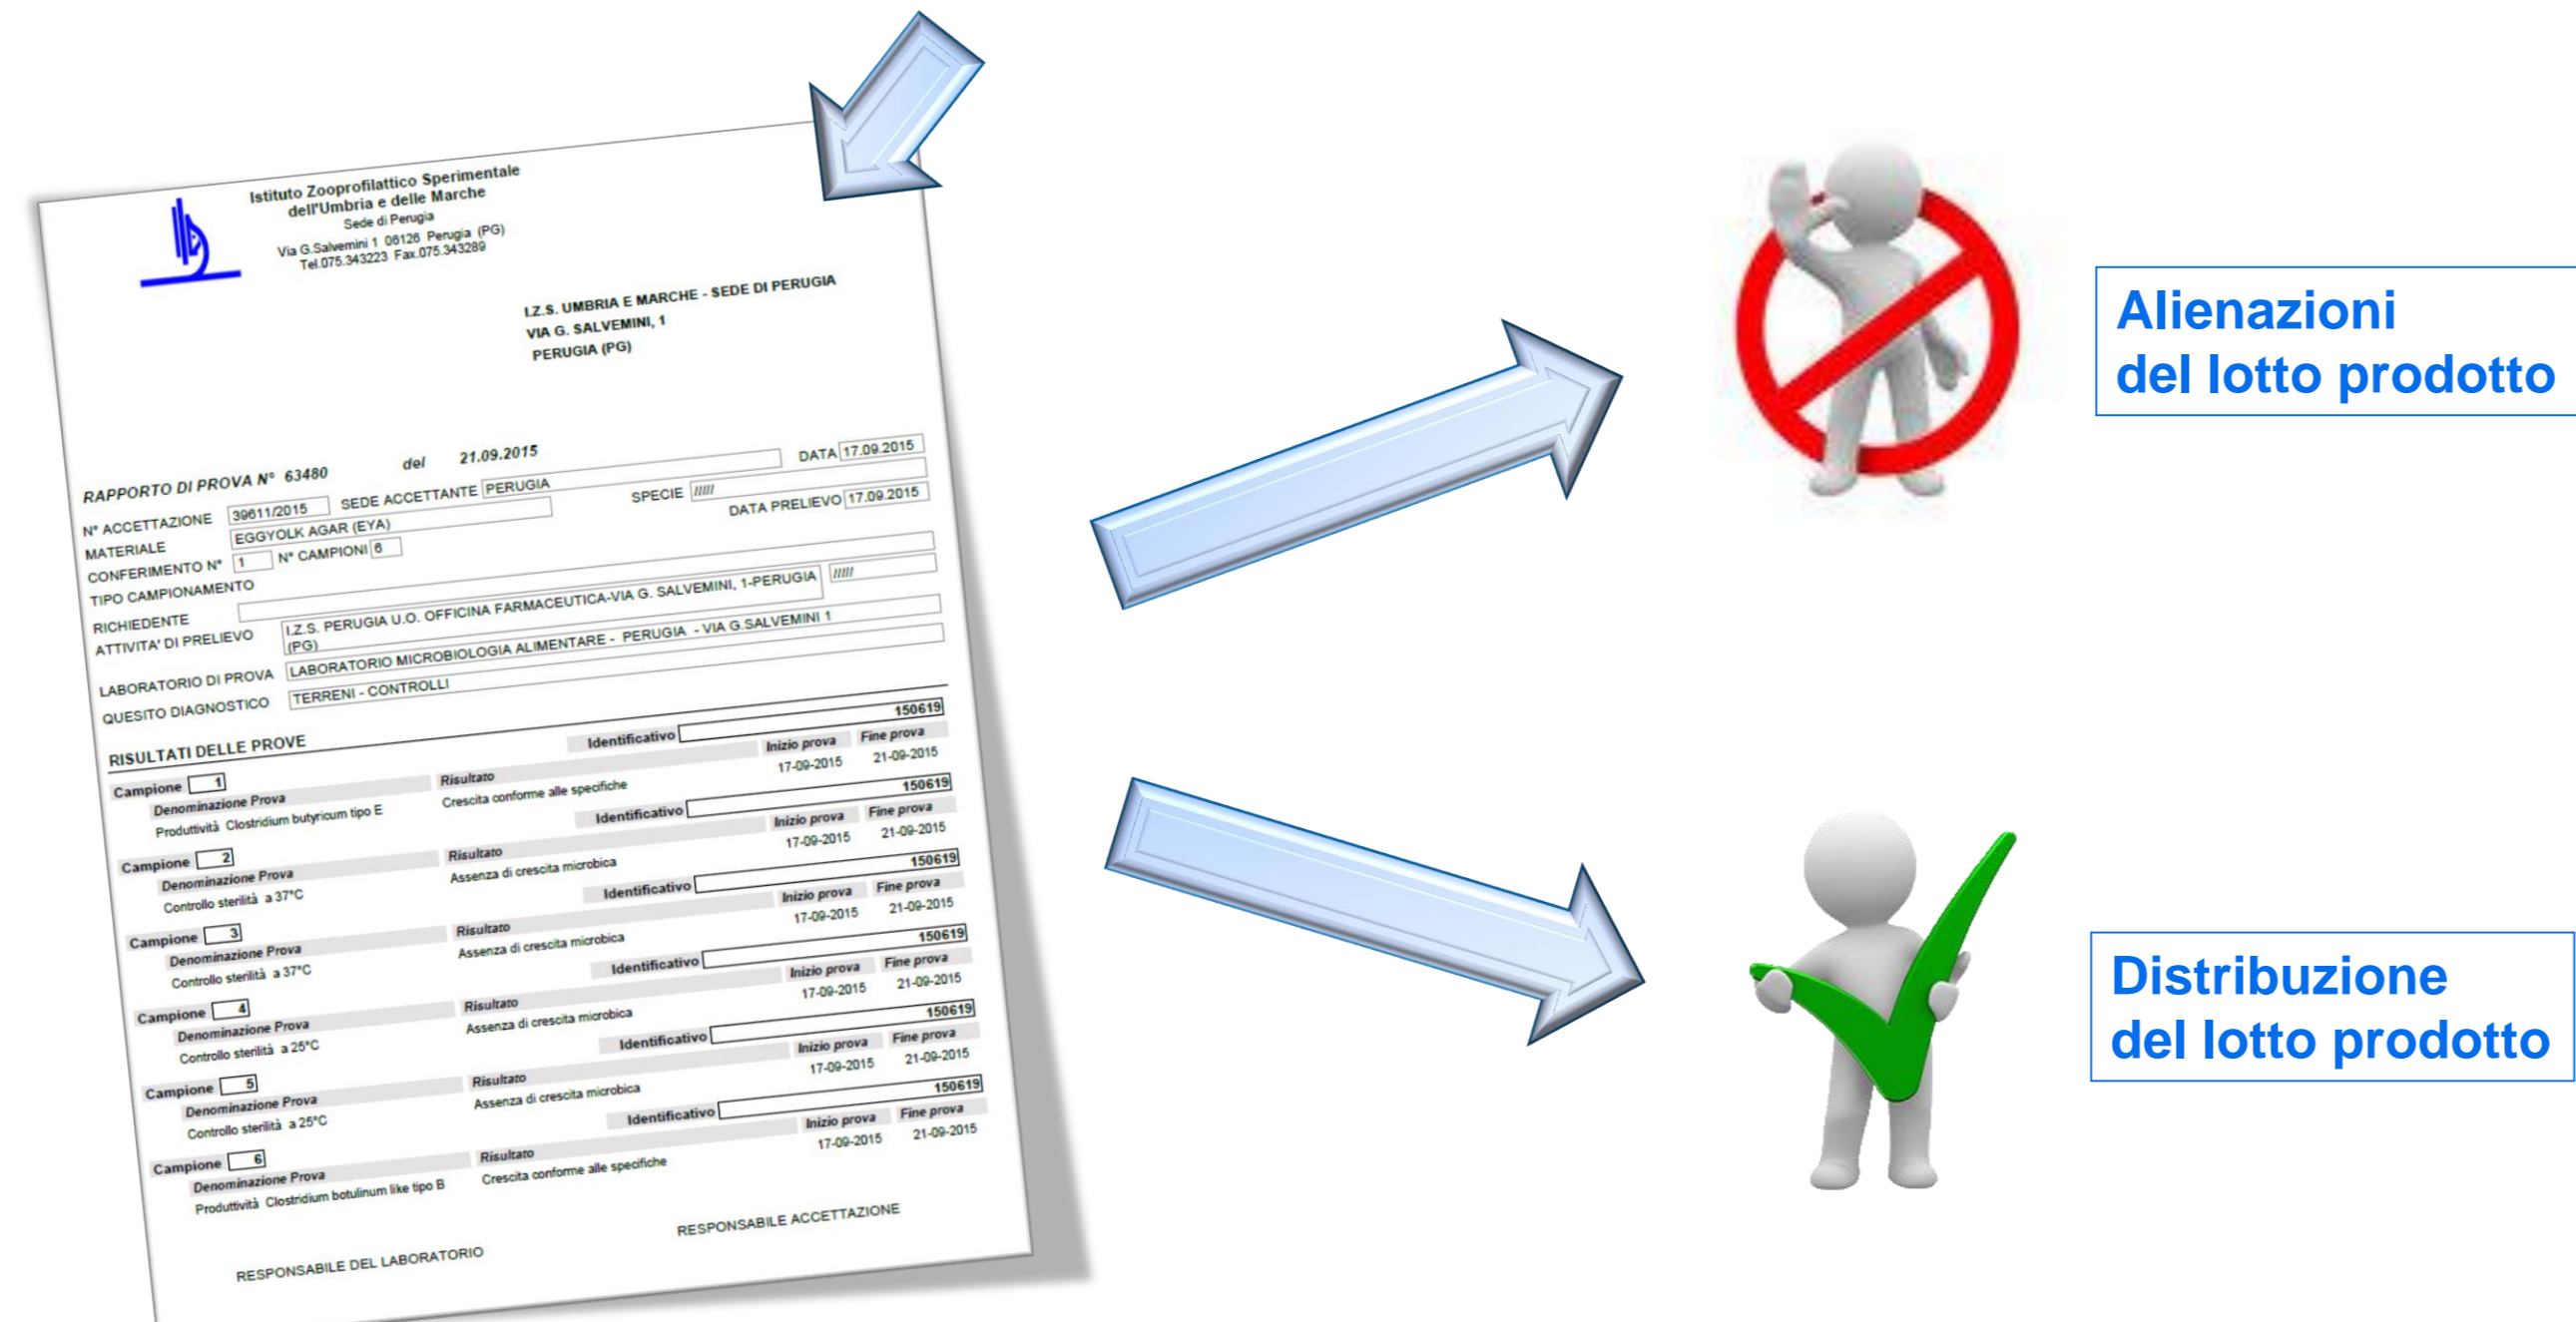 Istituto Zooprofilattico Sperimentale
dell'Umbria e delle Marche
Sede di Perugia
Via G.Salvemini 1 06126 Perugia (PG)
Tel.075.343223 Fax.075.343289
I.Z.S. UMBRIA E MARCHE - SEDE DI PERUGIA
VIA G. SALVEMINI, 1
PERUGIA (PG)
RAPPORTO DI PROVA N° 63480 del 21.09.2015
N° ACCETTAZIONE 39611/2015 SEDE ACCETTANTE PERUGIA DATA 17.09.2015
MATERIALE EGGYOLK AGAR (EYA) SPECIE /////
CONFERIMENTO N° 1 N° CAMPIONI 6 DATA PRELIEVO 17.09.2015
TIPO CAMPIONAMENTO
RICHIEDENTE
ATTIVITA' DI PRELIEVO I.Z.S. PERUGIA U.O. OFFICINA FARMACEUTICA-VIA G. SALVEMINI, 1-PERUGIA /////
(PG)
LABORATORIO DI PROVA LABORATORIO MICROBIOLOGIA ALIMENTARE - PERUGIA - VIA G.SALVEMINI 1
QUESITO DIAGNOSTICO TERRENI - CONTROLLI
RISULTATI DELLE PROVE
Campione 1 Identificativo 150619
Denominazione Prova Risultato Inizio prova Fine prova
Produttività Clostridium butyricum tipo E Crescita conforme alle specifiche 17-09-2015 21-09-2015
Campione 2 Identificativo 150619
Denominazione Prova Risultato Inizio prova Fine prova
Controllo sterilità a 37°C Assenza di crescita microbica 17-09-2015 21-09-2015
Campione 3 Identificativo 150619
Denominazione Prova Risultato Inizio prova Fine prova
Controllo sterilità a 37°C Assenza di crescita microbica 17-09-2015 21-09-2015
Campione 4 Identificativo 150619
Denominazione Prova Risultato Inizio prova Fine prova
Controllo sterilità a 25°C Assenza di crescita microbica 17-09-2015 21-09-2015
Campione 5 Identificativo 150619
Denominazione Prova Risultato Inizio prova Fine prova
Controllo sterilità a 25°C Assenza di crescita microbica 17-09-2015 21-09-2015
Campione 6 Identificativo 150619
Denominazione Prova Risultato Inizio prova Fine prova
Produttività Clostridium botulinum like tipo B Crescita conforme alle specifiche 17-09-2015 21-09-2015
RESPONSABILE DEL LABORATORIO RESPONSABILE ACCETTAZIONE
Alienazioni
del lotto prodotto
Distribuzione
del lotto prodotto